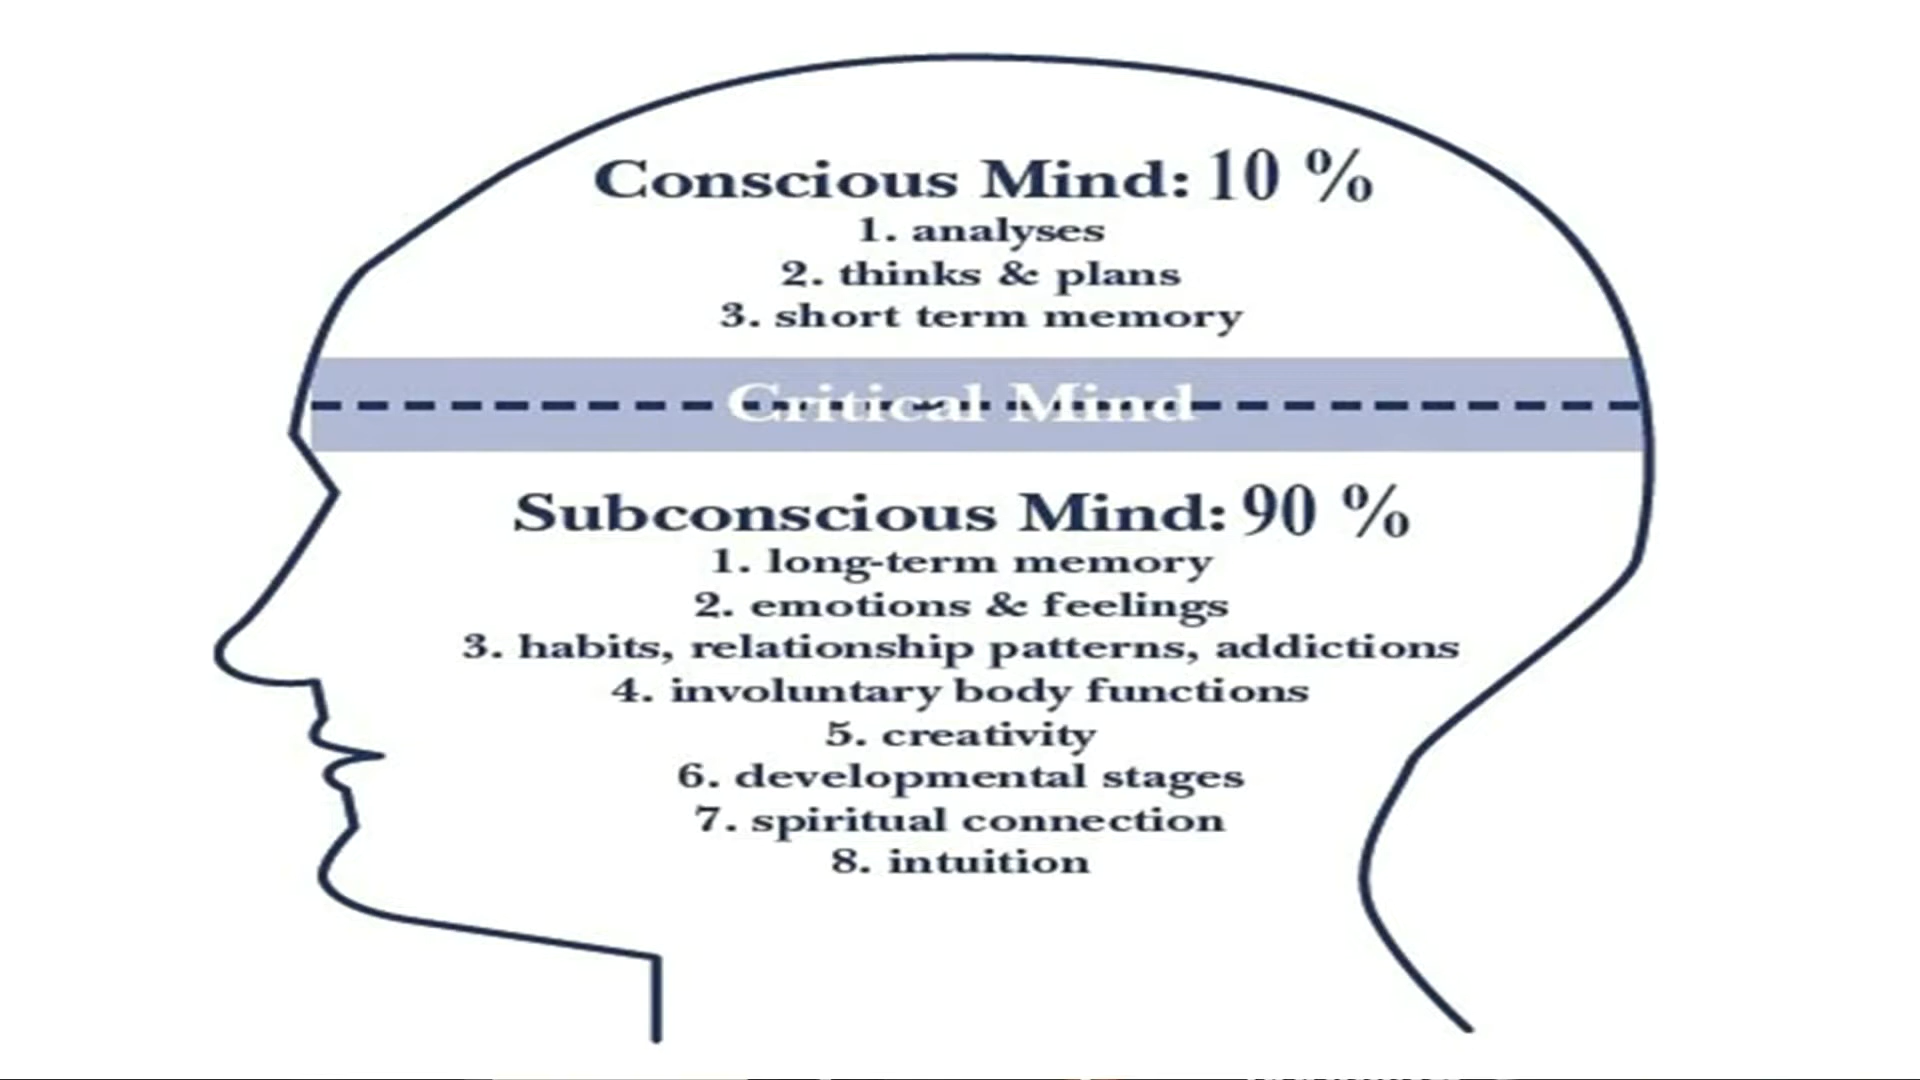 Conscious Mind: 10 %
1. analyses
2. thinks & plans
3. short term memory
Critical Mind
Subconscious Mind: 90 %
1. long-term memory
2. emotions & feelings
3. habits, relationship patterns, addictions
4. involuntary body functions
5. creativity
6. developmental stages
7. spiritual connection
8. intuition